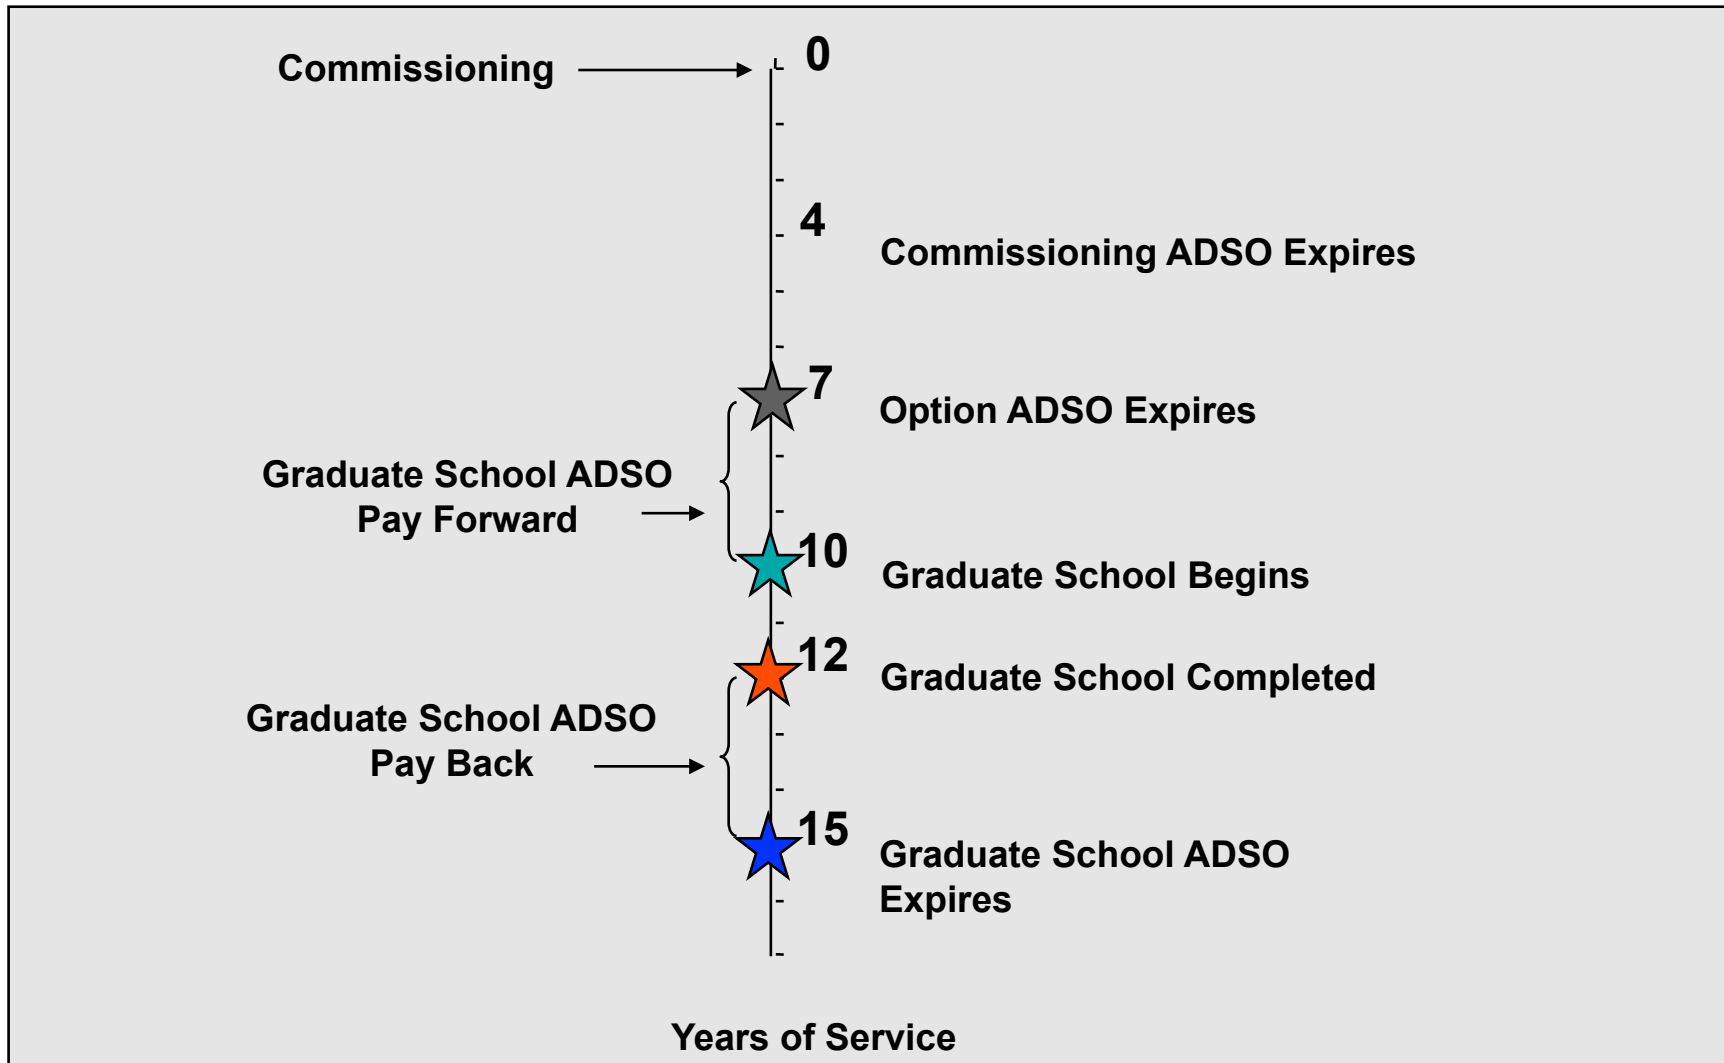 0
Commissioning
4
Commissioning ADSO Expires
7
Option ADSO Expires
Graduate School ADSO
Pay Forward
10
Graduate School Begins
12
Graduate School Completed
Graduate School ADSO
Pay Back
15
Graduate School ADSO
Expires
Years of Service